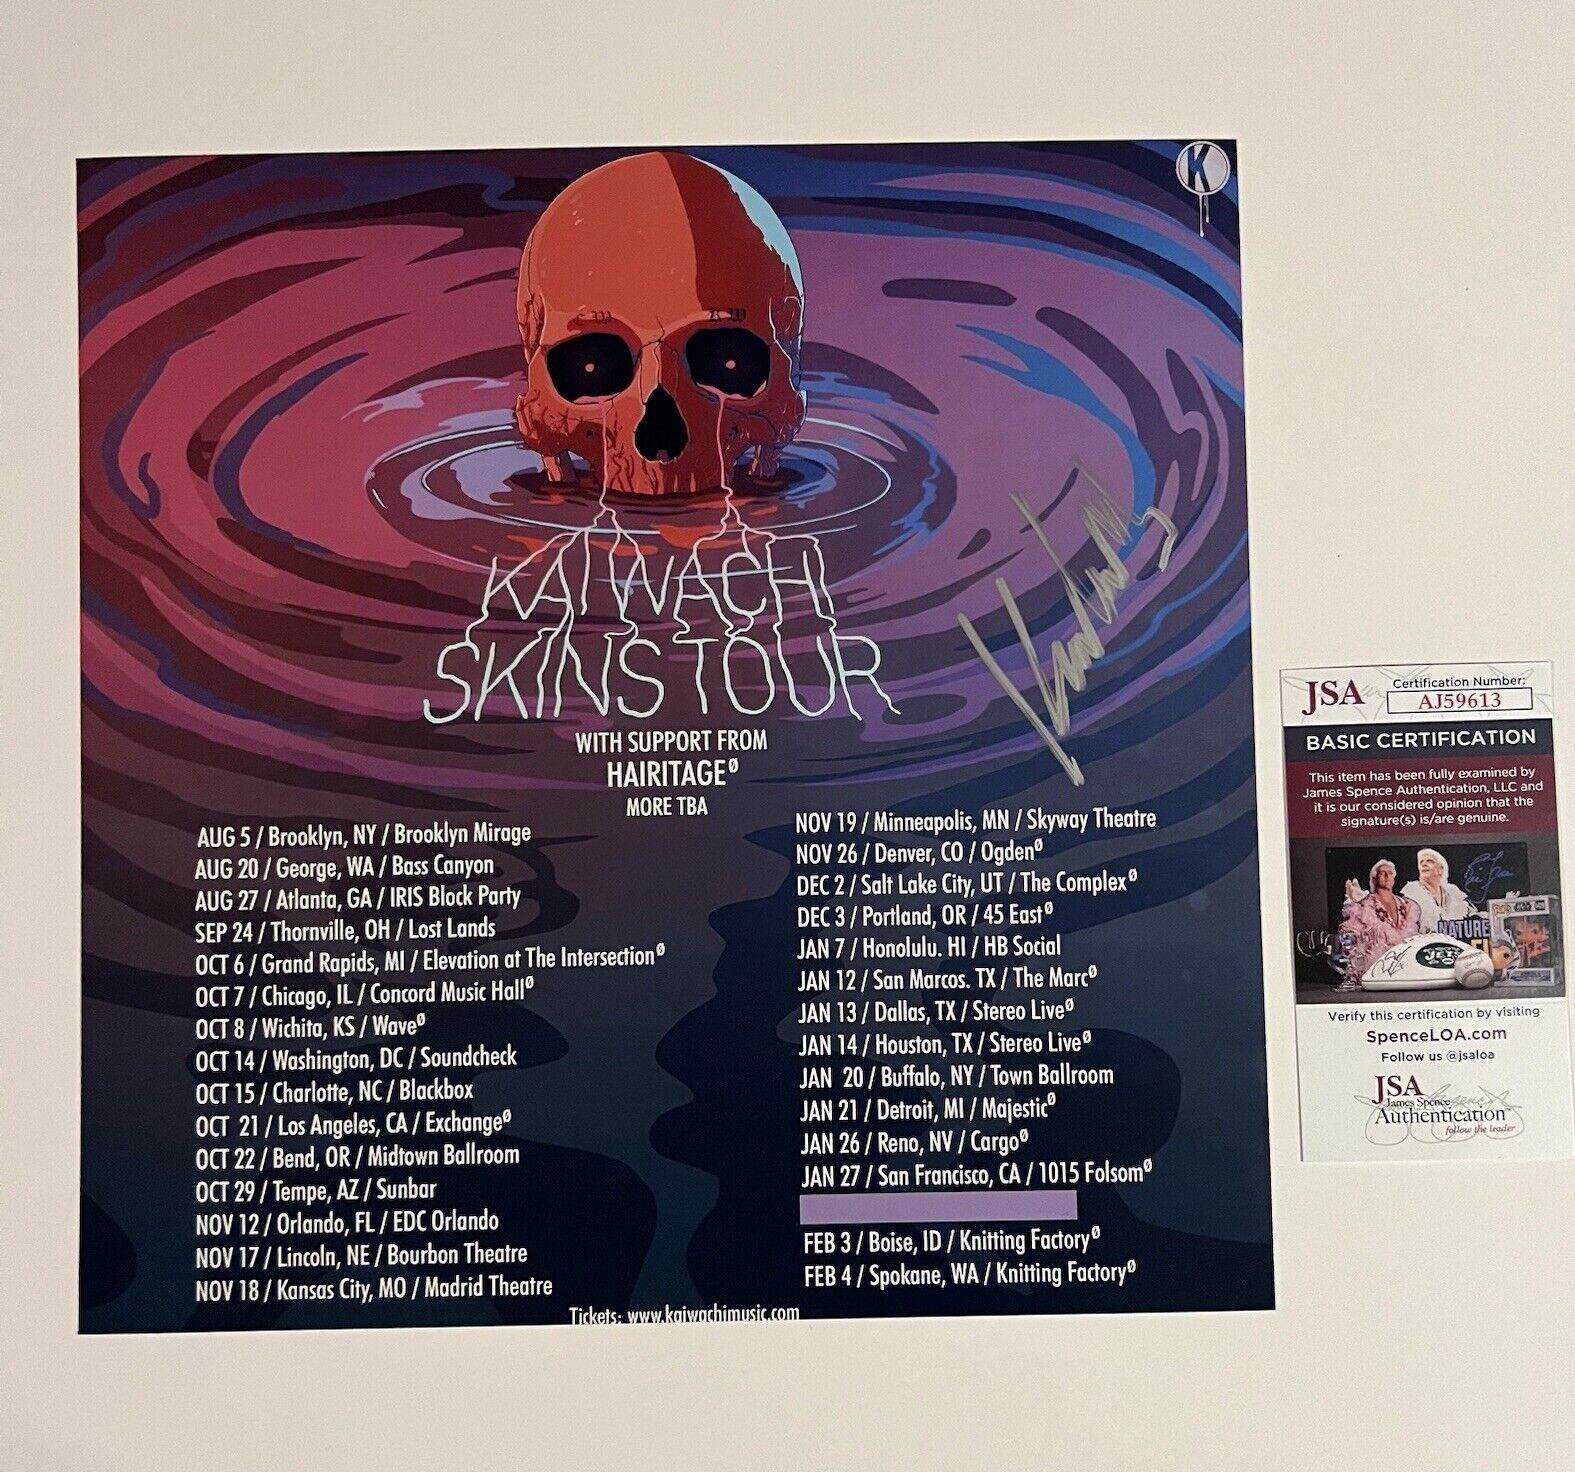 K
C W K W
KAI WACHI
SKINS TOUR
WITH SUPPORT FROM
HAIRITAGEØ
MORE TBA
AUG 5 / Brooklyn, NY / Brooklyn Mirage
AUG 20 / George, WA / Bass Canyon
AUG 27 / Atlanta, GA / IRIS Block Party
SEP 24 / Thornville, OH / Lost Lands
OCT 6 / Grand Rapids, MI / Elevation at The IntersectionØ
OCT 7 / Chicago, IL / Concord Music HallØ
OCT 8 / Wichita, KS / WaveØ
OCT 14 / Washington, DC / Soundcheck
OCT 15 / Charlotte, NC / Blackbox
OCT 21 / Los Angeles, CA / ExchangeØ
OCT 22 / Bend, OR / Midtown Ballroom
OCT 29 / Tempe, AZ / Sunbar
NOV 12 / Orlando, FL / EDC Orlando
NOV 17 / Lincoln, NE / Bourbon Theatre
NOV 18 / Kansas City, MO / Madrid Theatre
NOV 19 / Minneapolis, MN / Skyway Theatre
NOV 26 / Denver, CO / OgdenØ
DEC 2 / Salt Lake City, UT / The ComplexØ
DEC 3 / Portland, OR / 45 EastØ
JAN 7 / Honolulu. HI / HB Social
JAN 12 / San Marcos. TX / The MarcØ
JAN 13 / Dallas, TX / Stereo LiveØ
JAN 14 / Houston, TX / Stereo LiveØ
JAN 20 / Buffalo, NY / Town Ballroom
JAN 21 / Detroit, MI / MajesticØ
JAN 26 / Reno, NV / CargoØ
JAN 27 / San Francisco, CA / 1015 FolsomØ
FEB 3 / Boise, ID / Knitting FactoryØ
FEB 4 / Spokane, WA / Knitting FactoryØ
Tickets: www.kaiwachimusic.com
JSA
Certification Number:
AJ59613
BASIC CERTIFICATION
This item has been fully examined by
James Spence Authentication, LLC and
it is our considered opinion that the
signature(s) is/are genuine.
NATURE
JETS
Verify this certification by visiting
SpenceLOA.com
Follow us @jsaloa
JSA
James Spence
Authentication
follow the leader